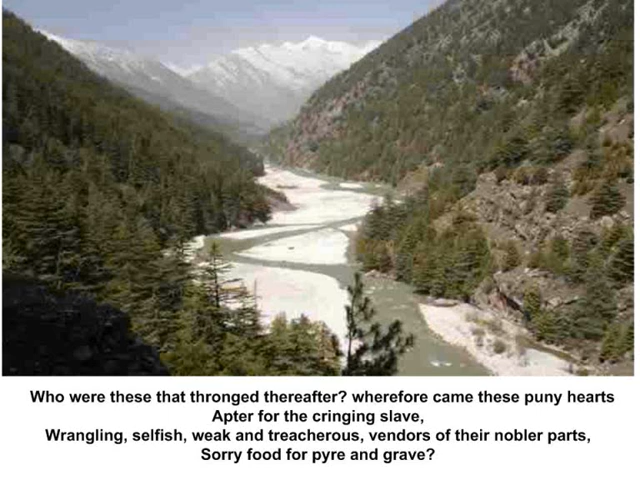 Who were these that thronged thereafter? wherefore came these puny hearts
Apter for the cringing slave,
Wrangling, selfish, weak and treacherous, vendors of their nobler parts,
Sorry food for pyre and grave?